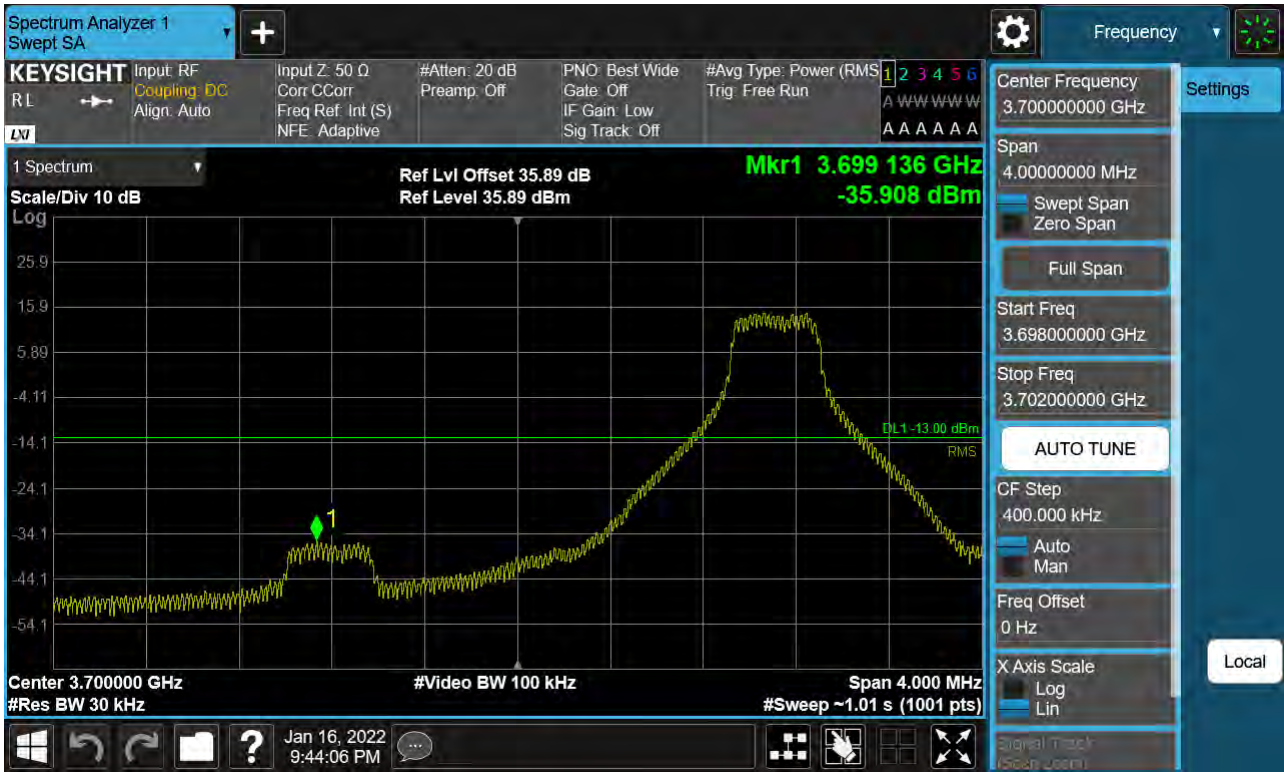 Spectrum Analyzer 1
Swept SA
+
Frequency
KEYSIGHT
RL
LXI
Input: RF
Coupling: DC
Align: Auto
Input Z: 50 Ω
Corr CCorr
Freq Ref: Int (S)
NFE: Adaptive
#Atten: 20 dB
Preamp: Off
PNO: Best Wide
Gate: Off
IF Gain: Low
Sig Track: Off
#Avg Type: Power (RMS
Trig: Free Run
1 2 3 4 5 6
A W W W W W
A A A A A A
1 Spectrum
Scale/Div 10 dB
Log
Ref Lvl Offset 35.89 dB
Ref Level 35.89 dBm
Mkr1 3.699 136 GHz
-35.908 dBm
25.9
15.9
5.89
-4.11
-14.1
-24.1
-34.1
-44.1
-54.1
1
DL1 -13.00 dBm
RMS
Center 3.700000 GHz
#Res BW 30 kHz
#Video BW 100 kHz
Span 4.000 MHz
#Sweep ~1.01 s (1001 pts)
Center Frequency
3.700000000 GHz
Span
4.00000000 MHz
Swept Span
Zero Span
Full Span
Start Freq
3.698000000 GHz
Stop Freq
3.702000000 GHz
AUTO TUNE
CF Step
400.000 kHz
Auto
Man
Freq Offset
0 Hz
X Axis Scale
Log
Lin
Signal Track
(Span Zoom)
Settings
Local
?
Jan 16, 2022
9:44:06 PM